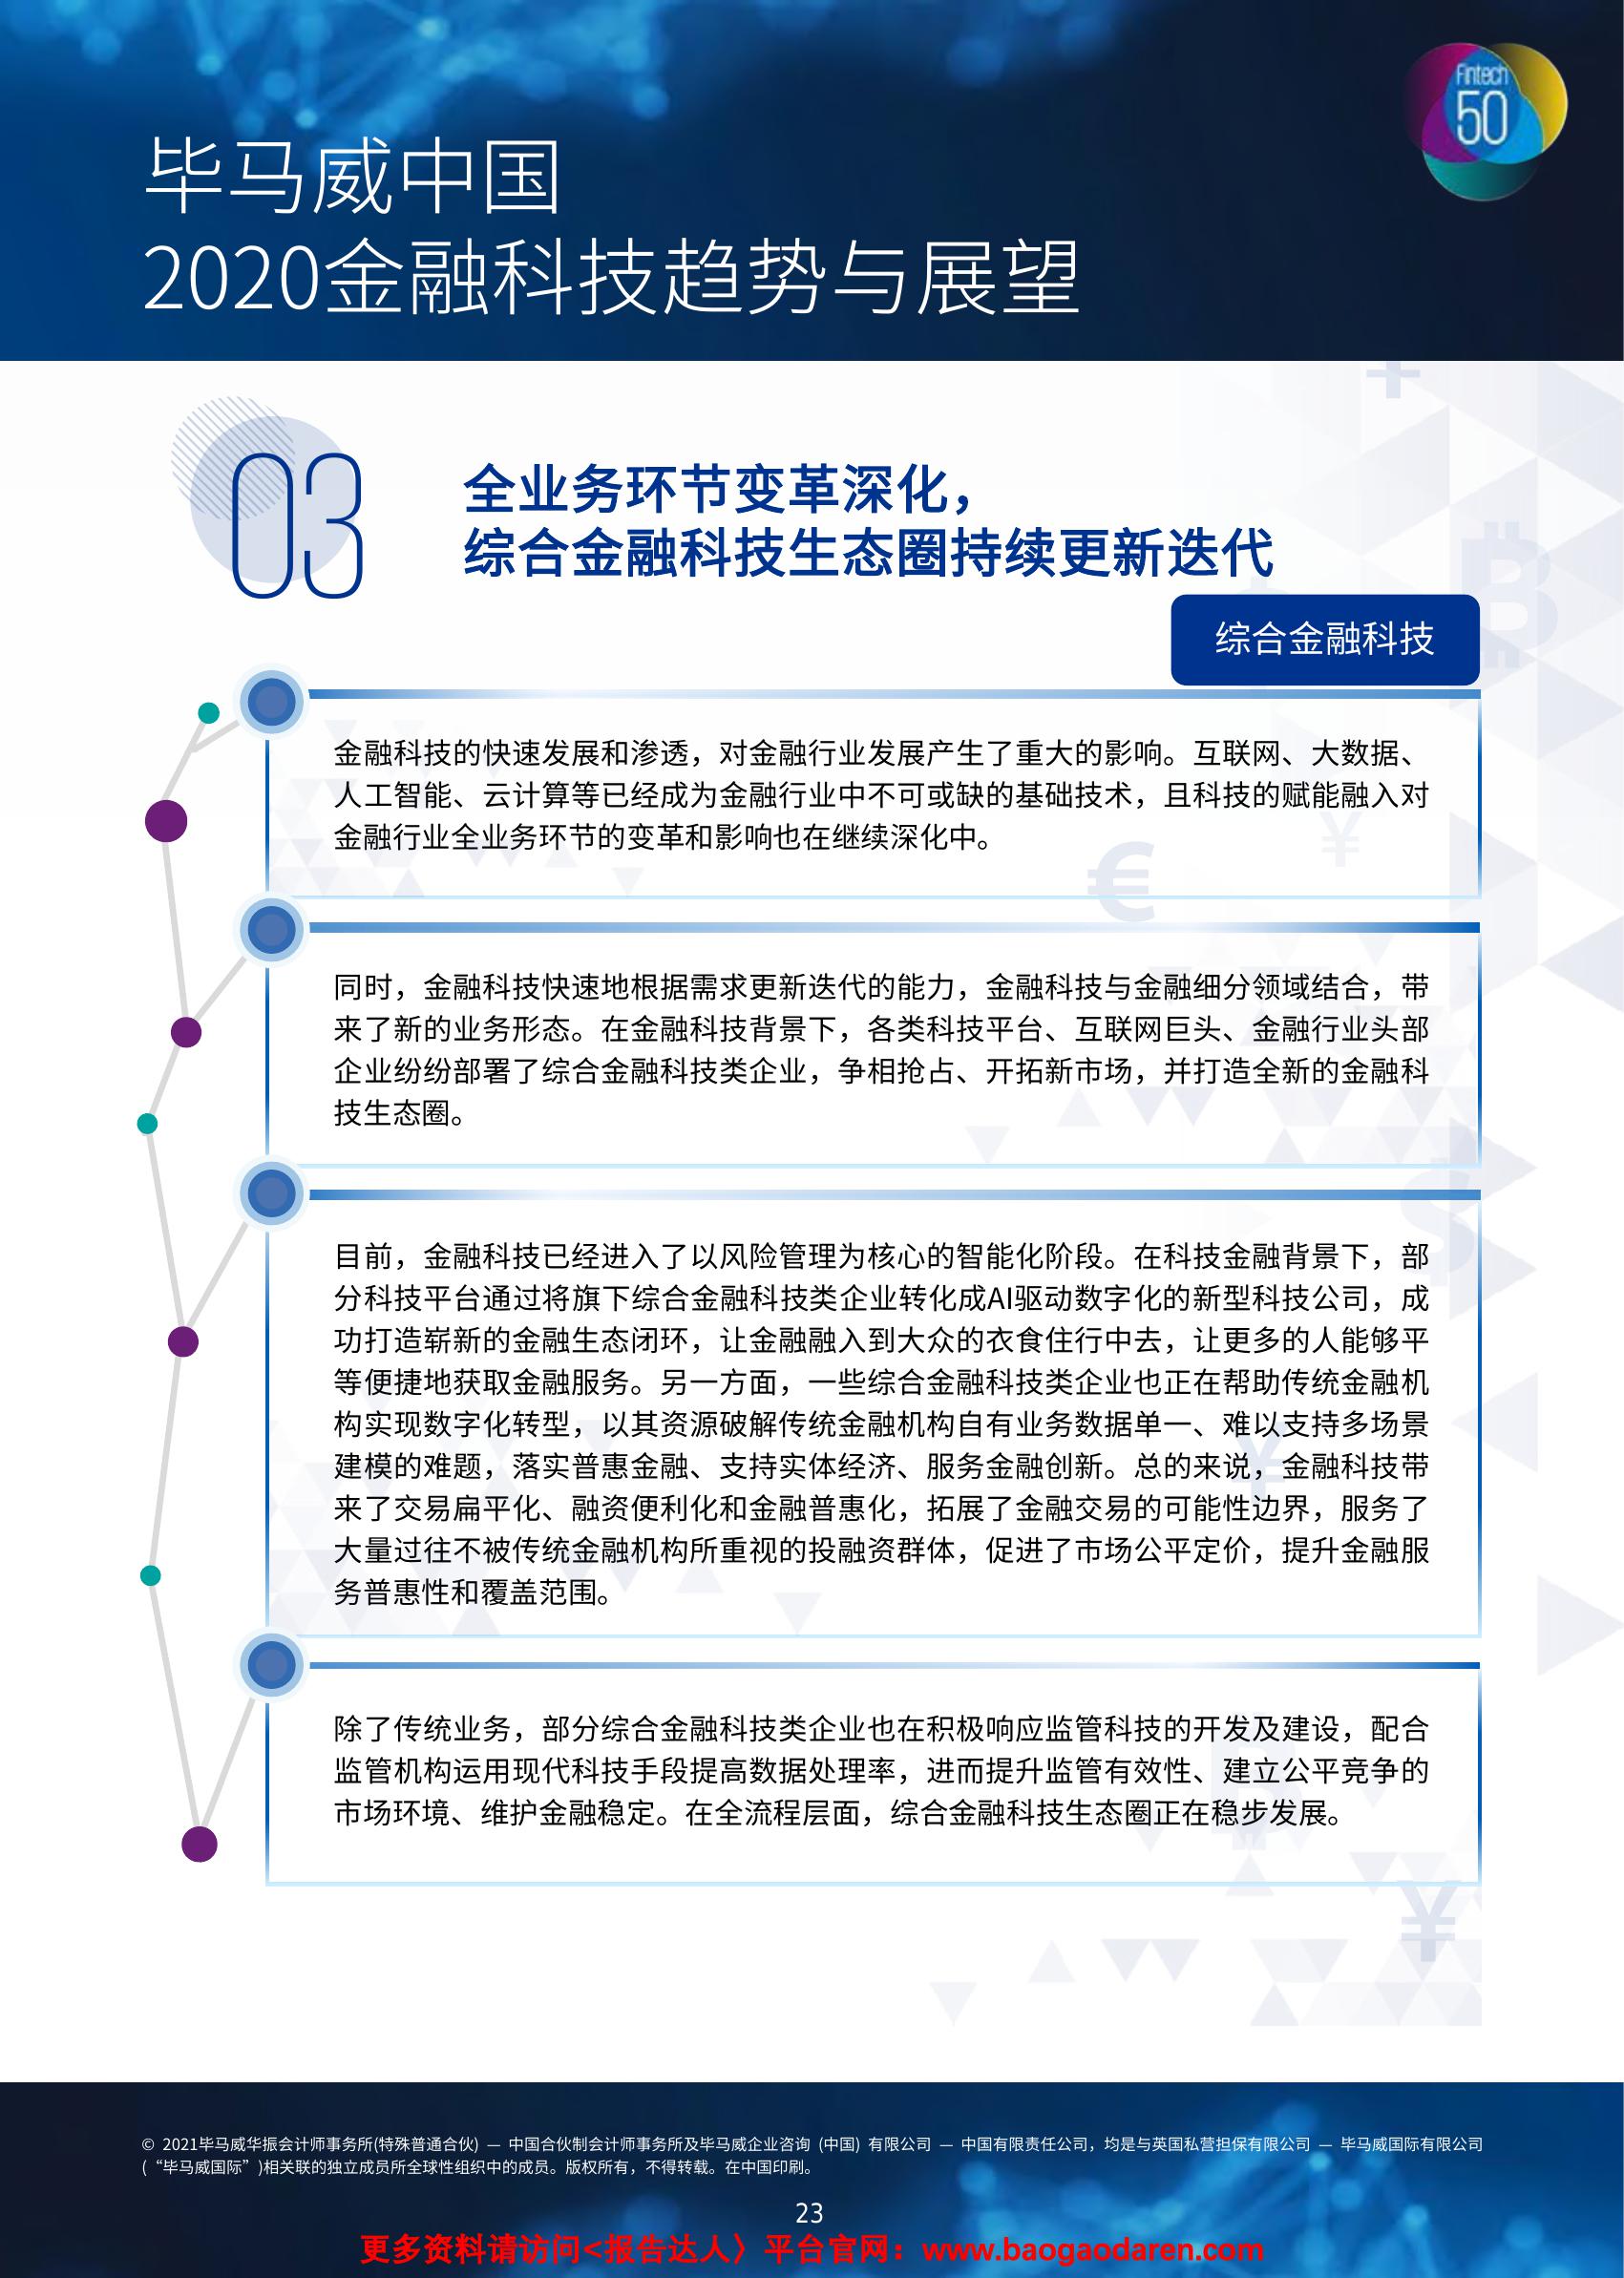 Fintech
50
毕马威中国
2020金融科技趋势与展望
03
全业务环节变革深化，
综合金融科技生态圈持续更新迭代
综合金融科技
金融科技的快速发展和渗透，对金融行业发展产生了重大的影响。互联网、大数据、
人工智能、云计算等已经成为金融行业中不可或缺的基础技术，且科技的赋能融入对
金融行业全业务环节的变革和影响也在继续深化中。
同时，金融科技快速地根据需求更新迭代的能力，金融科技与金融细分领域结合，带
来了新的业务形态。在金融科技背景下，各类科技平台、互联网巨头、金融行业头部
企业纷纷部署了综合金融科技类企业，争相抢占、开拓新市场，并打造全新的金融科
技生态圈。
目前，金融科技已经进入了以风险管理为核心的智能化阶段。在科技金融背景下，部
分科技平台通过将旗下综合金融科技类企业转化成AI驱动数字化的新型科技公司，成
功打造崭新的金融生态闭环，让金融融入到大众的衣食住行中去，让更多的人能够平
等便捷地获取金融服务。另一方面，一些综合金融科技类企业也正在帮助传统金融机
构实现数字化转型，以其资源破解传统金融机构自有业务数据单一、难以支持多场景
建模的难题，落实普惠金融、支持实体经济、服务金融创新。总的来说，金融科技带
来了交易扁平化、融资便利化和金融普惠化，拓展了金融交易的可能性边界，服务了
大量过往不被传统金融机构所重视的投融资群体，促进了市场公平定价，提升金融服
务普惠性和覆盖范围。
除了传统业务，部分综合金融科技类企业也在积极响应监管科技的开发及建设，配合
监管机构运用现代科技手段提高数据处理率，进而提升监管有效性、建立公平竞争的
市场环境、维护金融稳定。在全流程层面，综合金融科技生态圈正在稳步发展。
© 2021毕马威华振会计师事务所(特殊普通合伙) — 中国合伙制会计师事务所及毕马威企业咨询 (中国) 有限公司 — 中国有限责任公司，均是与英国私营担保有限公司 — 毕马威国际有限公司
(“毕马威国际”)相关联的独立成员所全球性组织中的成员。版权所有，不得转载。在中国印刷。
23
更多资料请访问<报告达人〉平台官网：www.baogaodaren.com